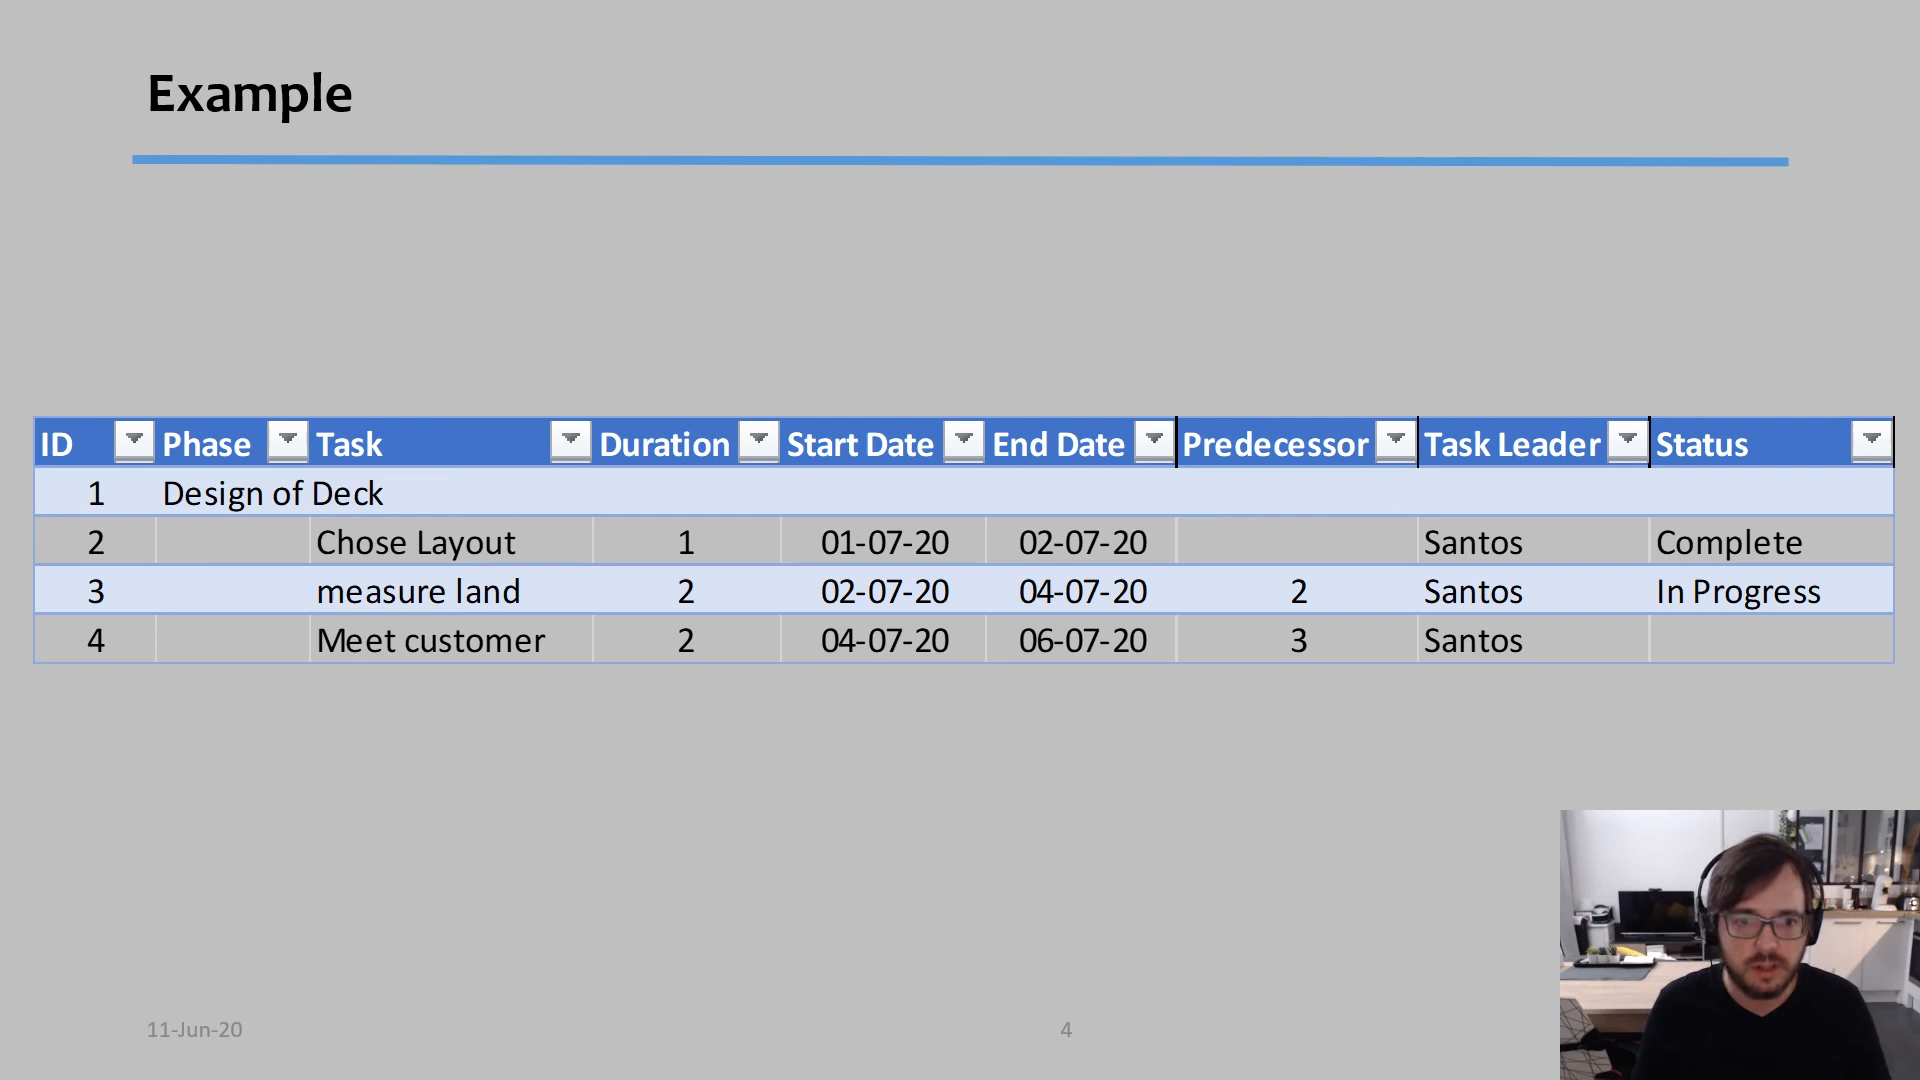 Example
ID Phase Task Duration Start Date End Date Predecessor Task Leader Status
1 Design of Deck
2 Chose Layout 1 01-07-20 02-07-20 Santos Complete
3 measure land 2 02-07-20 04-07-20 2 Santos In Progress
4 Meet customer 2 04-07-20 06-07-20 3 Santos
11-Jun-20 4